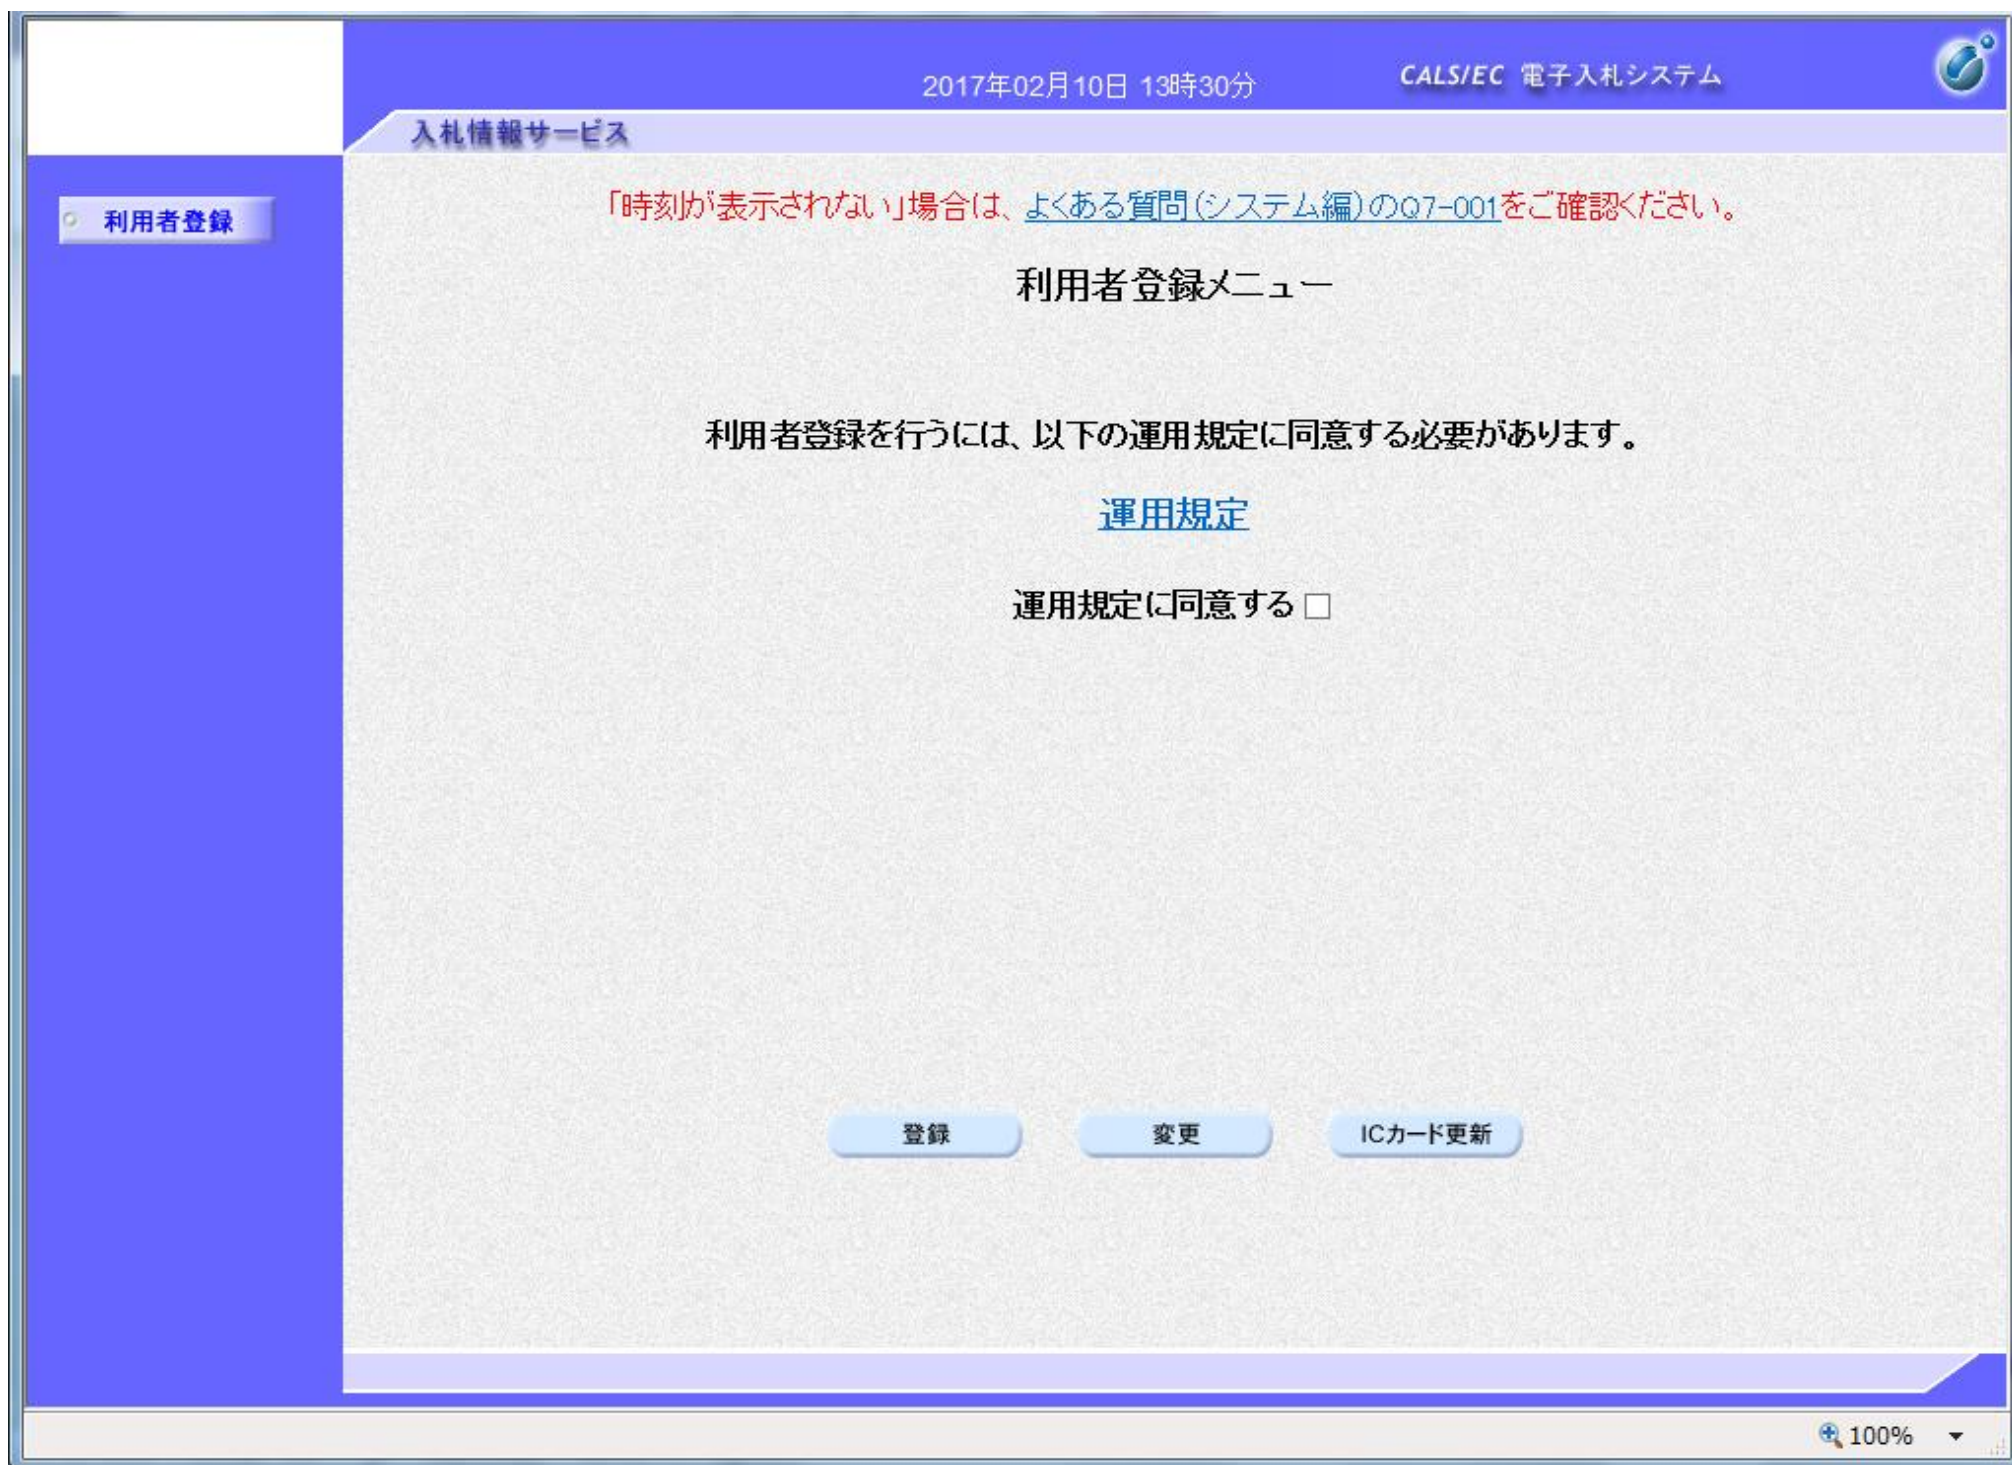 2017年02月10日 13時30分
CALS/EC 電子入札システム
入札情報サービス
利用者登録
「時刻が表示されない」場合は、よくある質問(システム編)のQ7-001をご確認ください。
利用者登録メニュー
利用者登録を行うには、以下の運用規定に同意する必要があります。
運用規定
運用規定に同意する
登録
変更
ICカード更新
100%